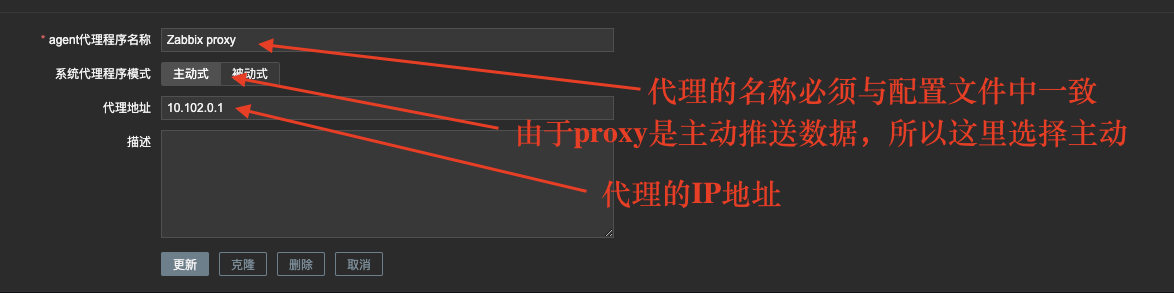 * agent代理程序名称 Zabbix proxy
系统代理程序模式 主动式 被动式
代理的名称必须与配置文件中一致
代理地址 10.102.0.1
由于proxy是主动推送数据，所以这里选择主动
描述
代理的IP地址
更新 克隆 删除 取消